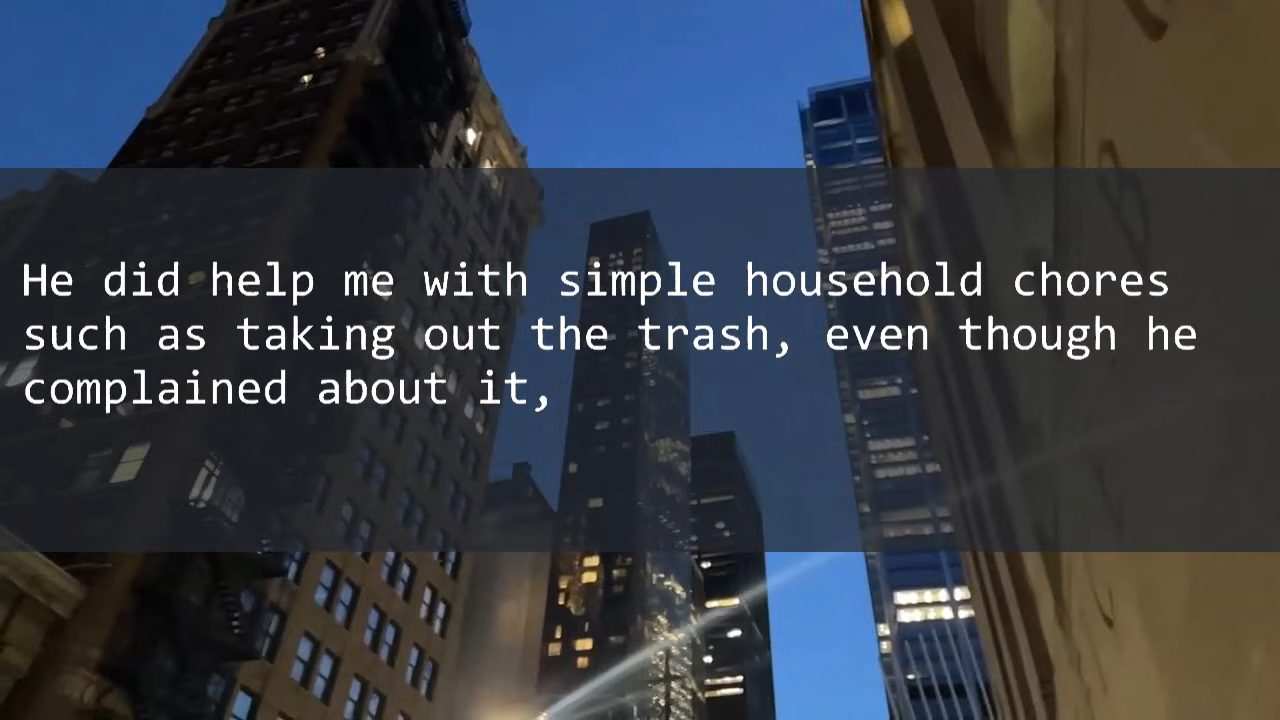 He did help me with simple household chores
such as taking out the trash, even though he
complained about it,